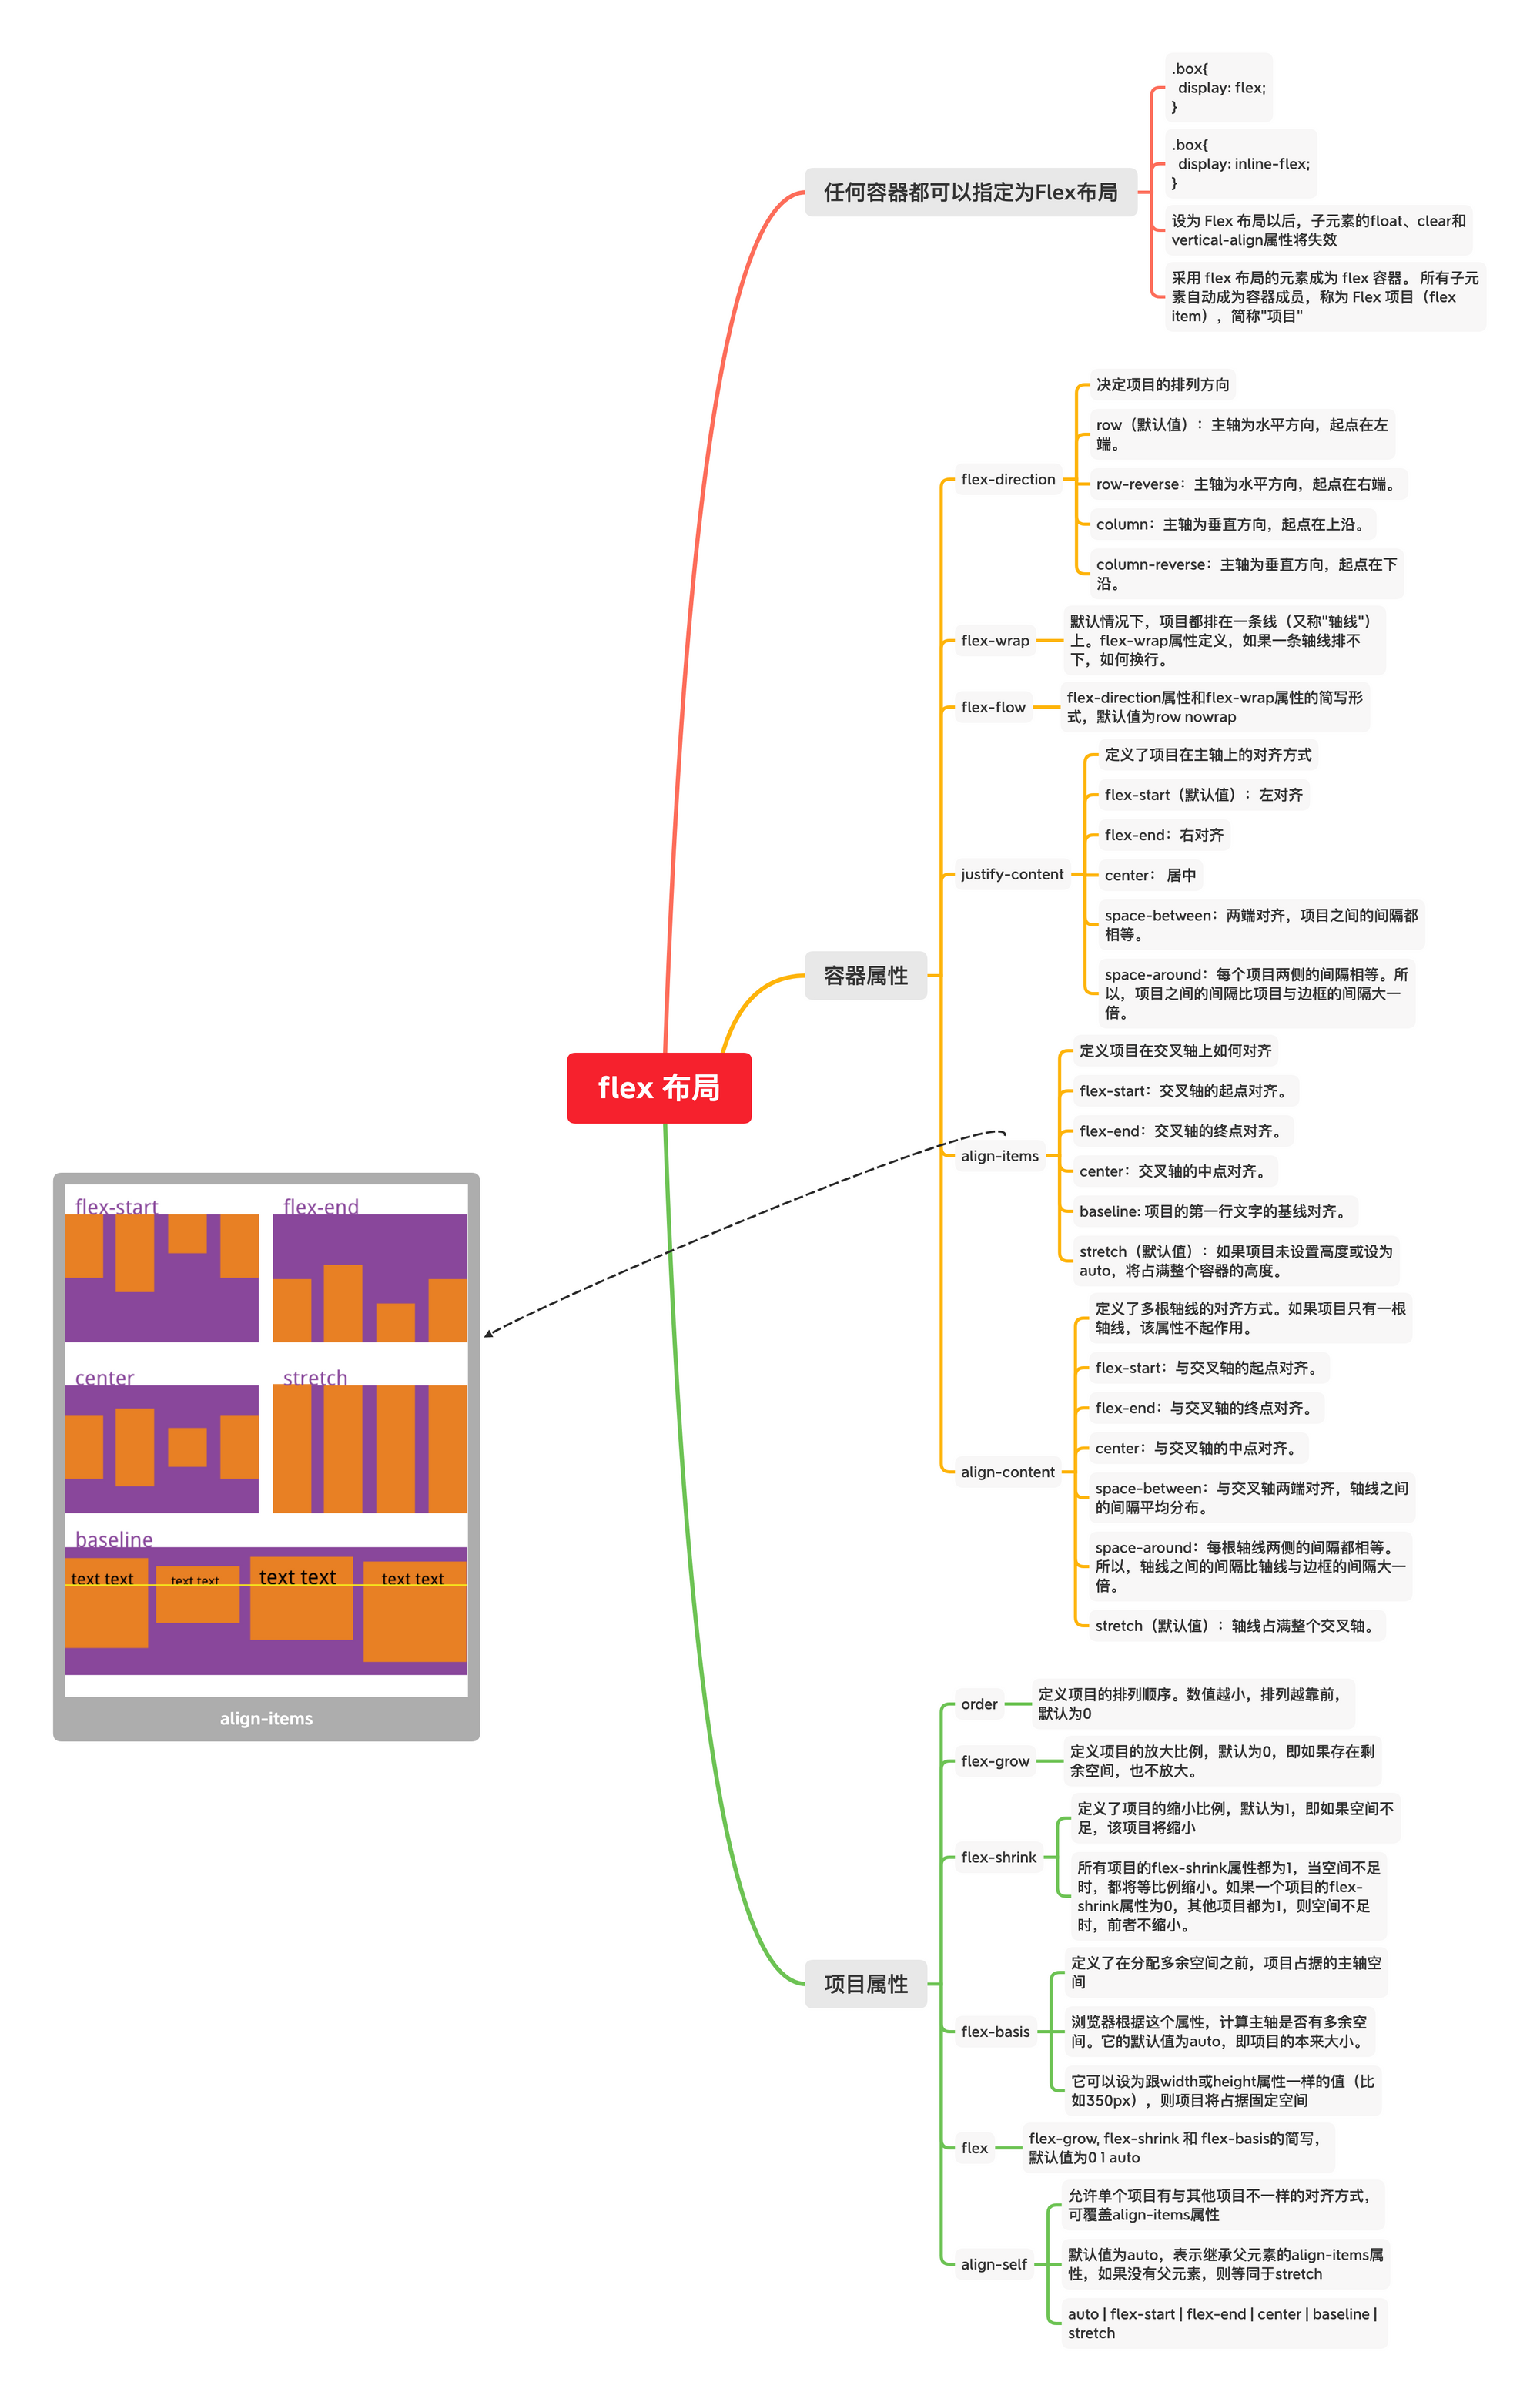 .box{
display: flex;
}
.box{
display: inline-flex;
}
任何容器都可以指定为Flex布局
设为 Flex 布局以后，子元素的float、clear和
vertical-align属性将失效
采用 flex 布局的元素成为 flex 容器。 所有子元
素自动成为容器成员，称为 Flex 项目（flex
item），简称"项目"
决定项目的排列方向
row（默认值）：主轴为水平方向，起点在左
端。
flex-direction
row-reverse：主轴为水平方向，起点在右端。
column：主轴为垂直方向，起点在上沿。
column-reverse：主轴为垂直方向，起点在下
沿。
flex-wrap
默认情况下，项目都排在一条线（又称"轴线"）
上。flex-wrap属性定义，如果一条轴线排不
下，如何换行。
flex-flow
flex-direction属性和flex-wrap属性的简写形
式，默认值为row nowrap
定义了项目在主轴上的对齐方式
flex-start（默认值）：左对齐
flex-end：右对齐
justify-content
center： 居中
space-between：两端对齐，项目之间的间隔都
相等。
space-around：每个项目两侧的间隔相等。所
以，项目之间的间隔比项目与边框的间隔大一
倍。
容器属性
flex 布局
定义项目在交叉轴上如何对齐
flex-start：交叉轴的起点对齐。
flex-end：交叉轴的终点对齐。
align-items
center：交叉轴的中点对齐。
baseline: 项目的第一行文字的基线对齐。
stretch（默认值）：如果项目未设置高度或设为
auto，将占满整个容器的高度。
定义了多根轴线的对齐方式。如果项目只有一根
轴线，该属性不起作用。
flex-start：与交叉轴的起点对齐。
flex-end：与交叉轴的终点对齐。
center：与交叉轴的中点对齐。
align-content
space-between：与交叉轴两端对齐，轴线之间
的间隔平均分布。
space-around：每根轴线两侧的间隔都相等。
所以，轴线之间的间隔比轴线与边框的间隔大一
倍。
stretch（默认值）：轴线占满整个交叉轴。
flex-start
flex-end
center
stretch
baseline
text text
text text
text text
text text
align-items
order
定义项目的排列顺序。数值越小，排列越靠前，
默认为0
flex-grow
定义项目的放大比例，默认为0，即如果存在剩
余空间，也不放大。
flex-shrink
定义了项目的缩小比例，默认为1，即如果空间不
足，该项目将缩小
所有项目的flex-shrink属性都为1，当空间不足
时，都将等比例缩小。如果一个项目的flex-
shrink属性为0，其他项目都为1，则空间不足
时，前者不缩小。
项目属性
flex-basis
定义了在分配多余空间之前，项目占据的主轴空
间
浏览器根据这个属性，计算主轴是否有多余空
间。它的默认值为auto，即项目的本来大小。
它可以设为跟width或height属性一样的值（比
如350px），则项目将占据固定空间
flex
flex-grow, flex-shrink 和 flex-basis的简写，
默认值为0 1 auto
align-self
允许单个项目有与其他项目不一样的对齐方式，
可覆盖align-items属性
默认值为auto，表示继承父元素的align-items属
性，如果没有父元素，则等同于stretch
auto | flex-start | flex-end | center | baseline |
stretch